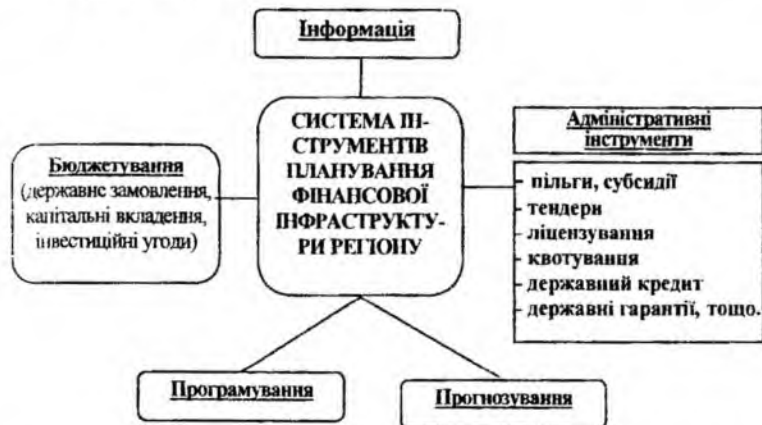 Інформація
СИСТЕМА ІН-
СТРУМЕНТІВ
ПЛАНУВАННЯ
ФІНАНСОВОЇ
ІНФРАСТРУКТУ-
РИ РЕГІОНУ
Бюджетування
(державне замовлення,
капітальні вкладення,
інвестиційні угоди)
Адміністративні
інструменти
- пільги, субсидії
- тендери
- ліцензування
- квотування
- державний кредит
- державні гарантії, тощо.
Програмування
Прогнозування